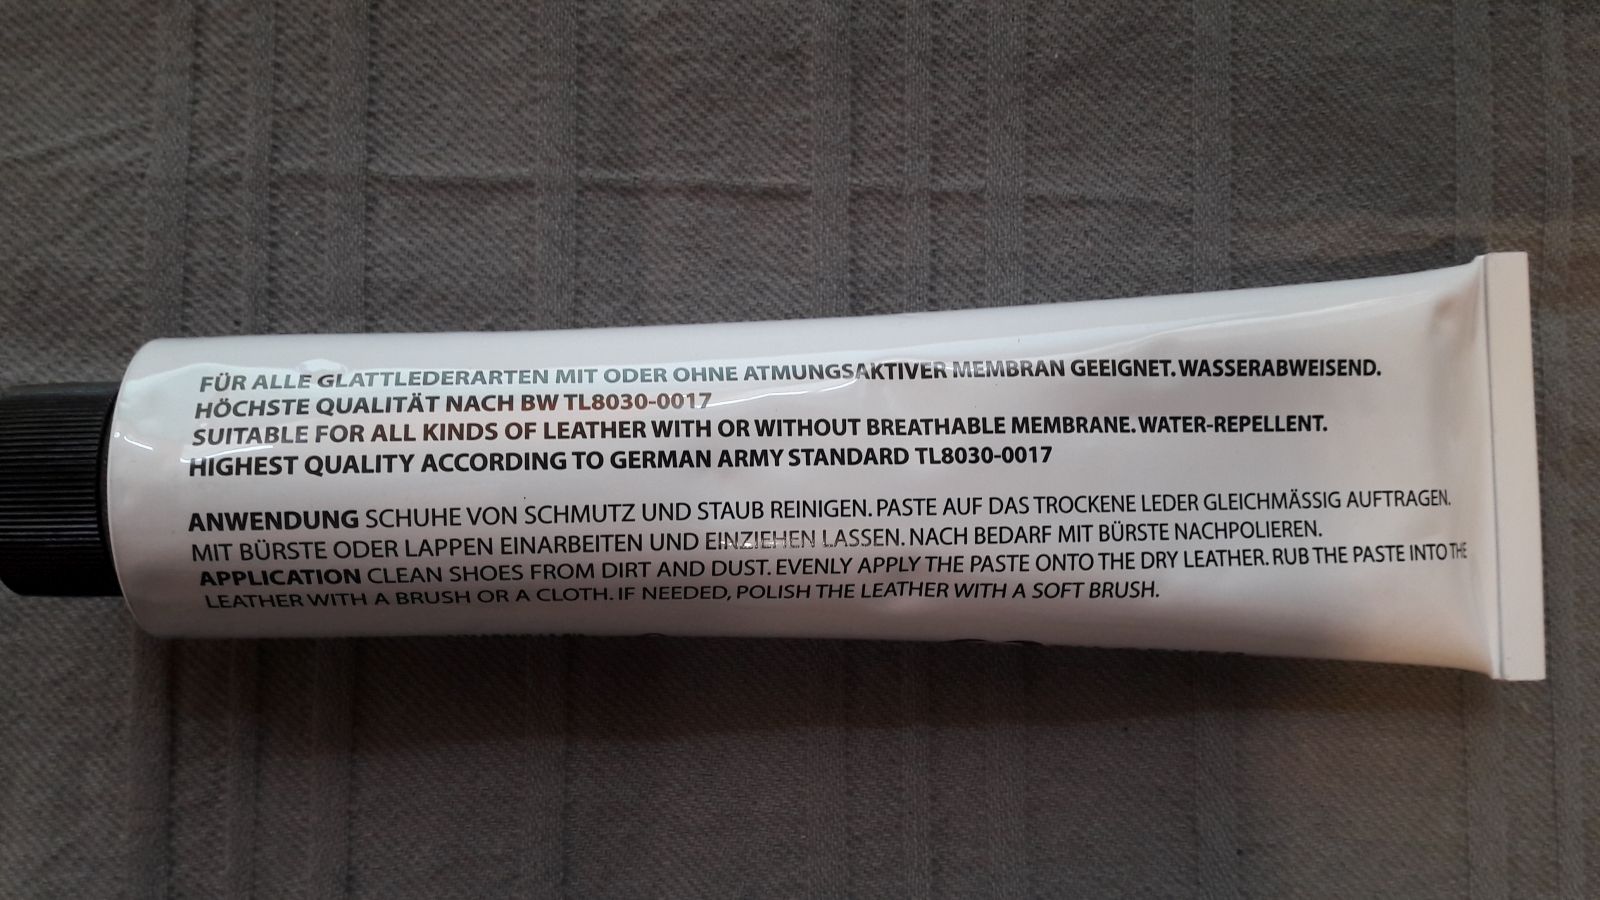 FÜR ALLE GLATTLEDERARTEN MIT ODER OHNE ATMUNGSAKTIVER MEMBRAN GEEIGNET. WASSERABWEISEND.
HÖCHSTE QUALITÄT NACH BW TL8030-0017
SUITABLE FOR ALL KINDS OF LEATHER WITH OR WITHOUT BREATHABLE MEMBRANE. WATER-REPELLENT.
HIGHEST QUALITY ACCORDING TO GERMAN ARMY STANDARD TL8030-0017
ANWENDUNG SCHUHE VON SCHMUTZ UND STAUB REINIGEN. PASTE AUF DAS TROCKENE LEDER GLEICHMÄSSIG AUFTRAGEN.
MIT BÜRSTE ODER LAPPEN EINARBEITEN UND EINZIEHEN LASSEN. NACH BEDARF MIT BÜRSTE NACHPOLIEREN.
APPLICATION CLEAN SHOES FROM DIRT AND DUST. EVENLY APPLY THE PASTE ONTO THE DRY LEATHER. RUB THE PASTE INTO THE
LEATHER WITH A BRUSH OR A CLOTH. IF NEEDED, POLISH THE LEATHER WITH A SOFT BRUSH.